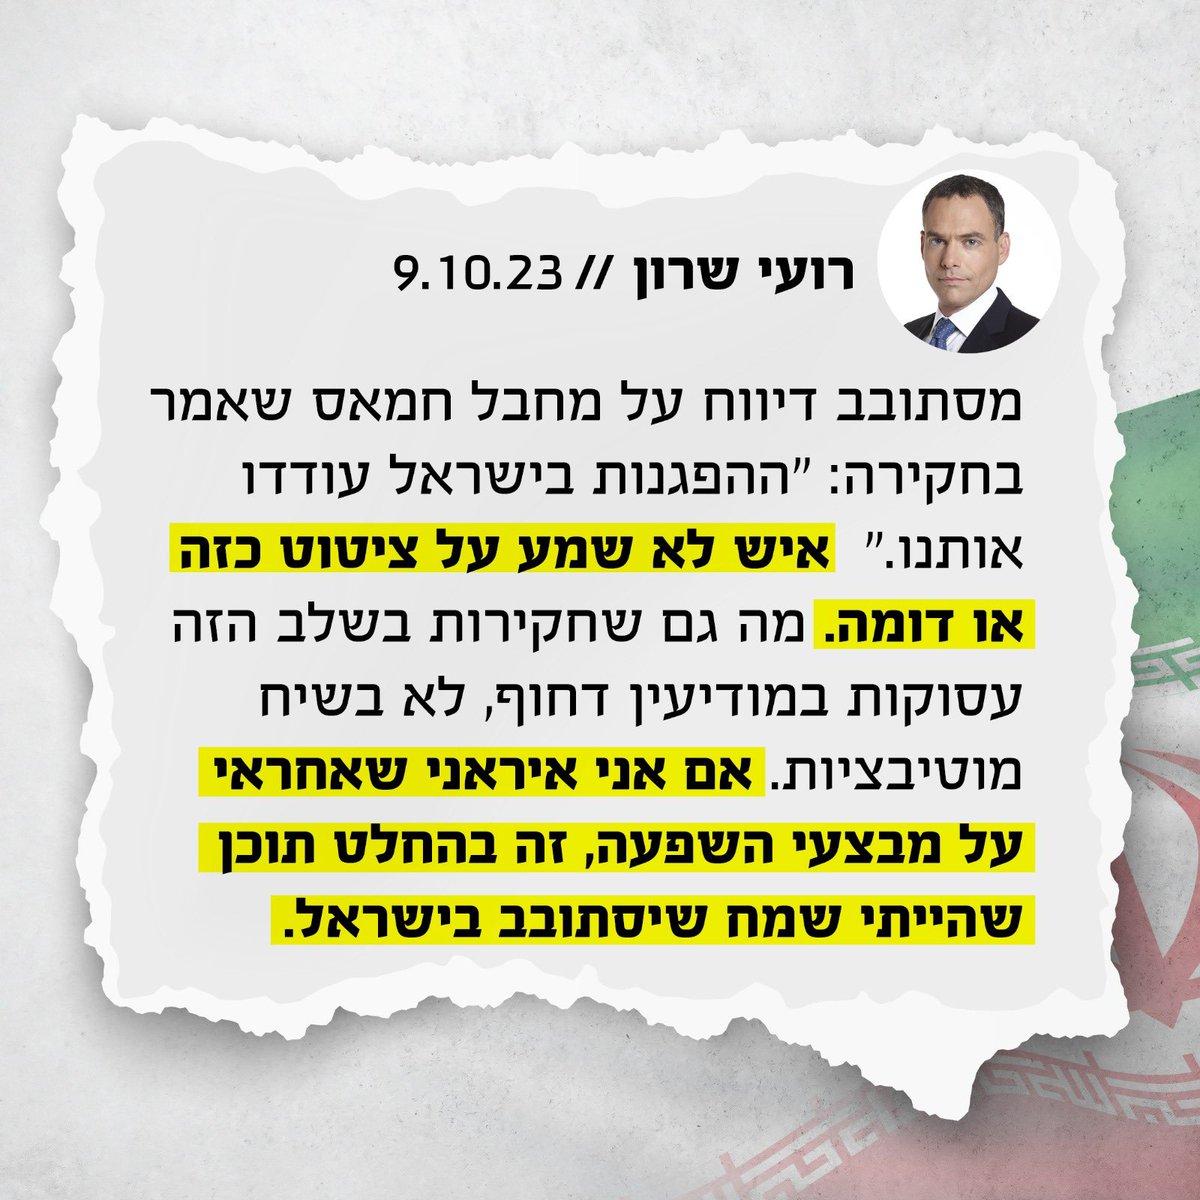 רועי שרון // 9.10.23
מסתובב דיווח על מחבל חמאס שאמר
בחקירה: "ההפגנות בישראל עודדו
אותנו." איש לא שמע על ציטוט כזה
או דומה. מה גם שחקירות בשלב הזה
עסוקות במודיעין דחוף, לא בשיח
מוטיבציות. אם אני איראני שאחראי
על מבצעי השפעה, זה בהחלט תוכן
שהייתי שמח שיסתובב בישראל.